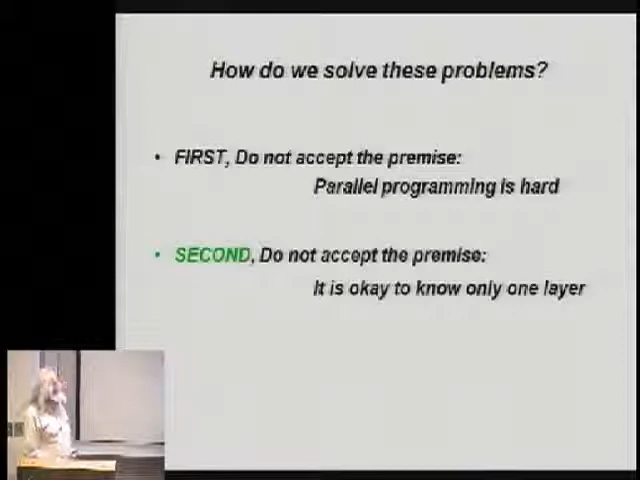 How do we solve these problems?
• FIRST, Do not accept the premise:
Parallel programming is hard
• SECOND, Do not accept the premise:
It is okay to know only one layer